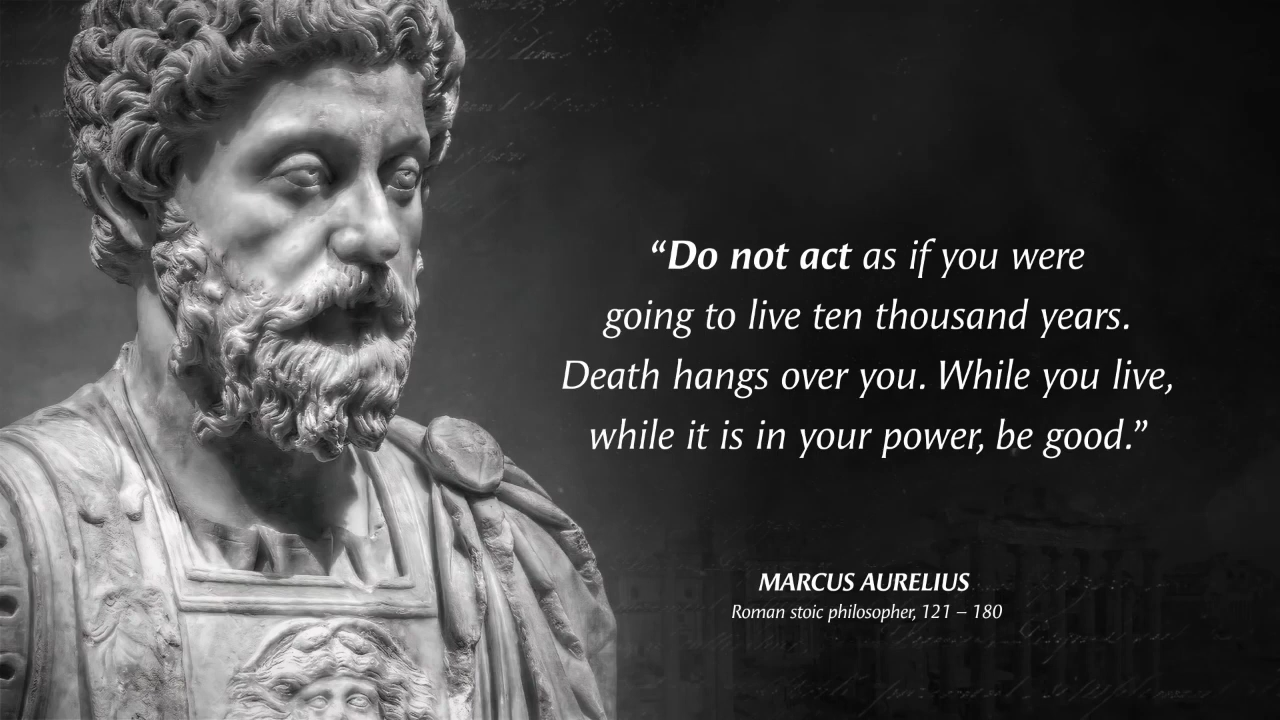 “Do not act as if you were
going to live ten thousand years.
Death hangs over you. While you live,
while it is in your power, be good.”
MARCUS AURELIUS
Roman stoic philosopher, 121 – 180